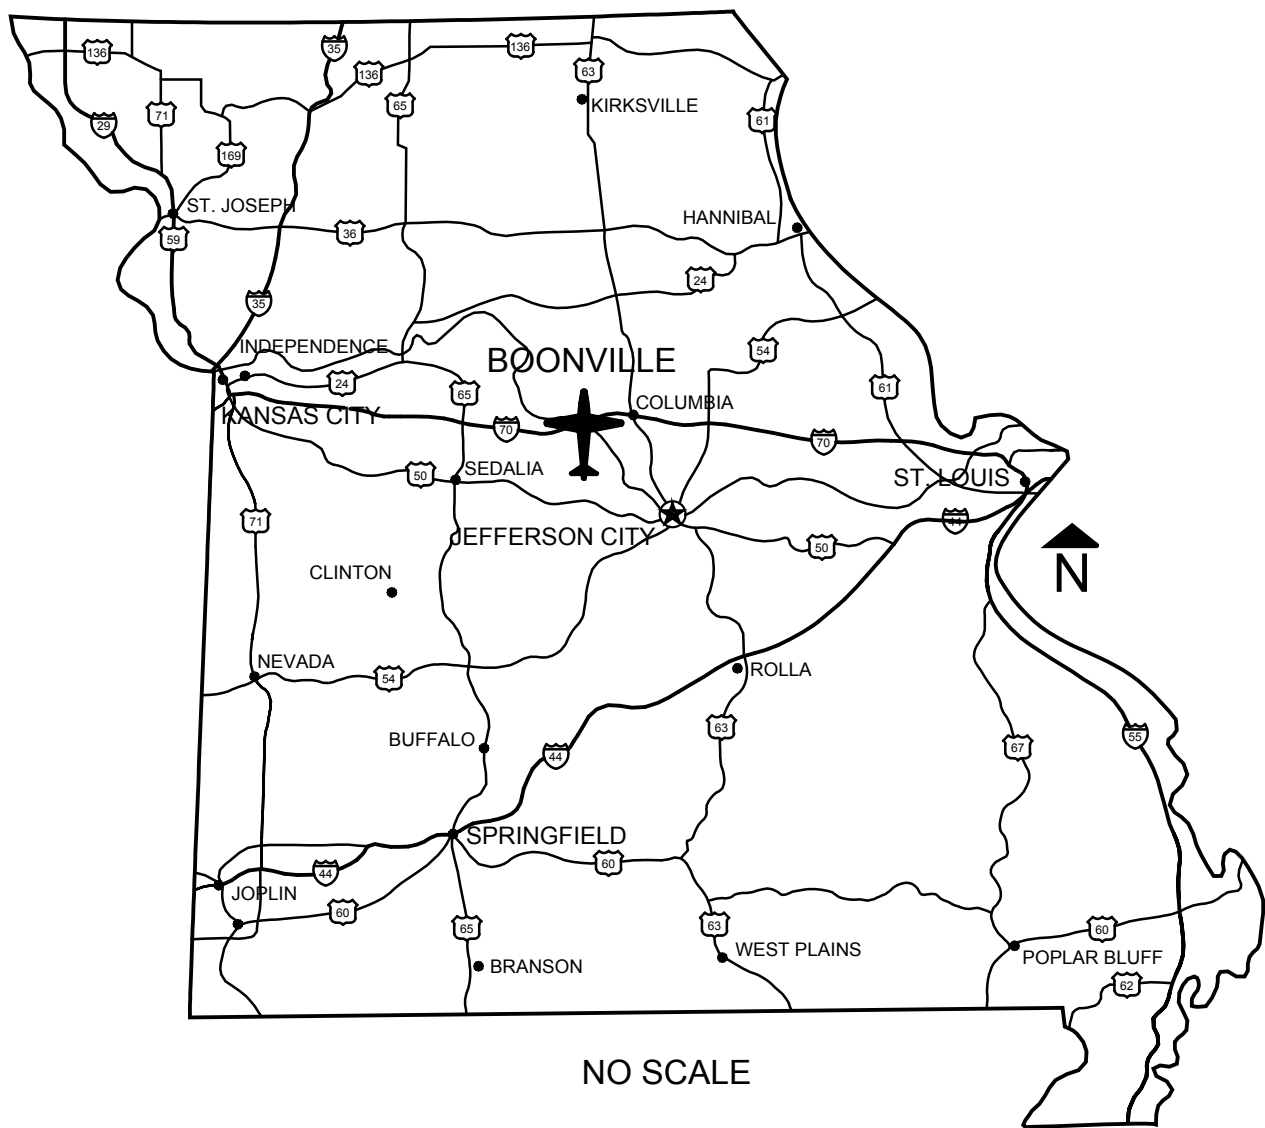 136
35
136
136
63
65
KIRKSVILLE
71
61
29
169
ST. JOSEPH
HANNIBAL
59
36
24
35
INDEPENDENCE
BOONVILLE
54
24
65
61
COLUMBIA
KANSAS CITY
70
70
50
SEDALIA
ST. LOUIS
71
44
JEFFERSON CITY
50
N
CLINTON
NEVADA
54
ROLLA
63
BUFFALO
67
55
44
SPRINGFIELD
60
44
JOPLIN
60
65
63
60
WEST PLAINS
POPLAR BLUFF
BRANSON
62
NO SCALE